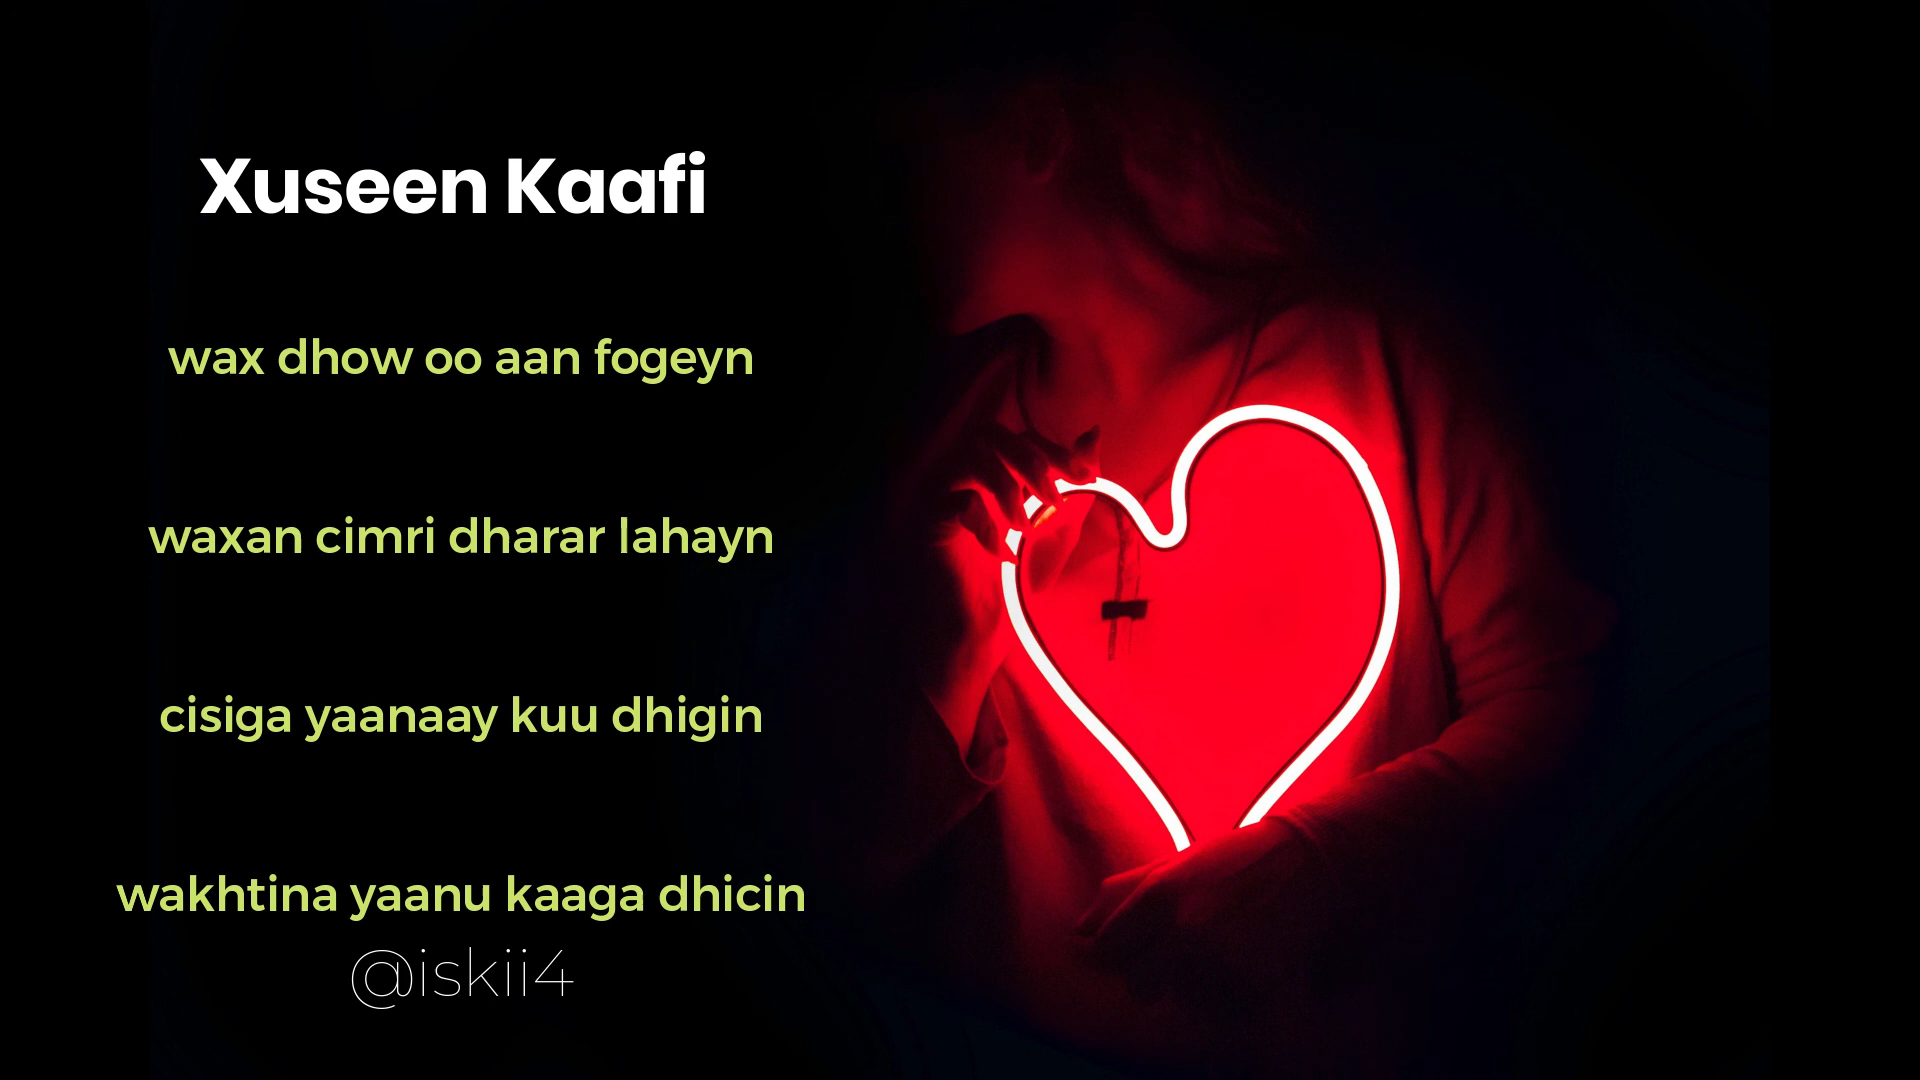 Xuseen Kaafi
wax dhow oo aan fogeyn
waxan cimri dharar lahayn
cisiga yaanaay kuu dhigin
wakhtina yaanu kaaga dhicin
@iskii4